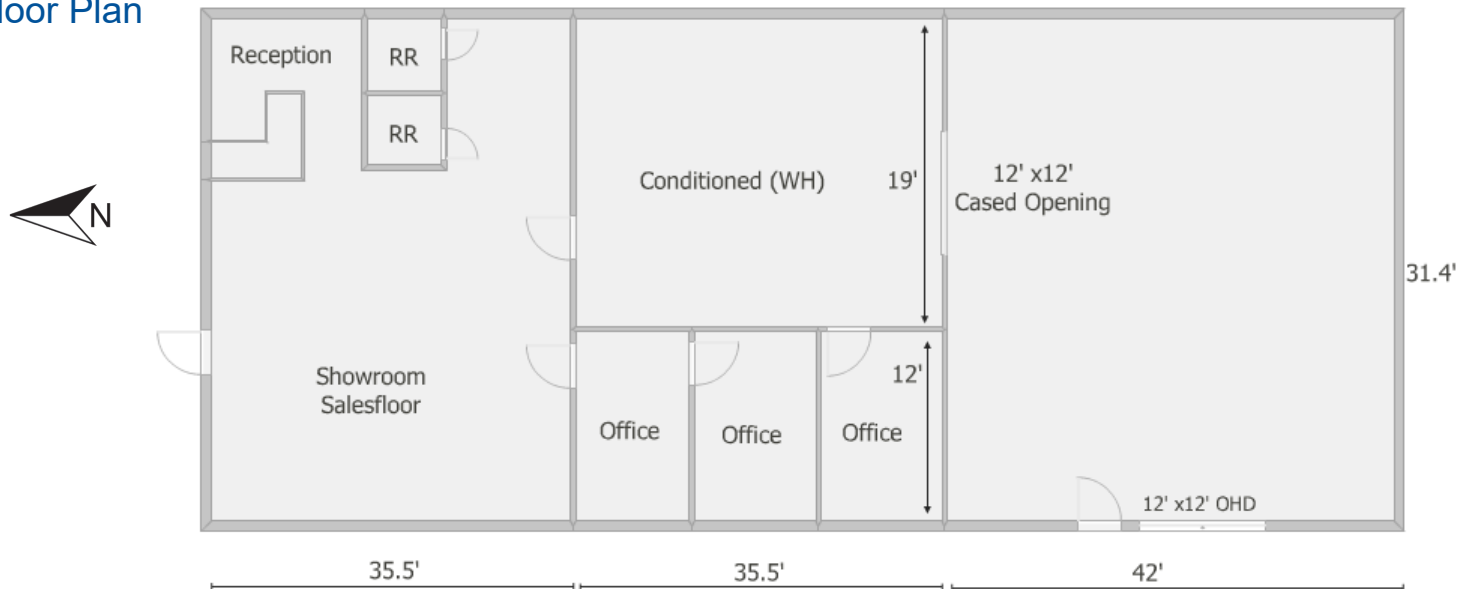 loor Plan
Reception
RR
RR
N
Conditioned (WH)
19'
12' x12'
Cased Opening
31.4'
Showroom
Salesfloor
12'
Office
Office
Office
12' x12' OHD
35.5'
35.5'
42'